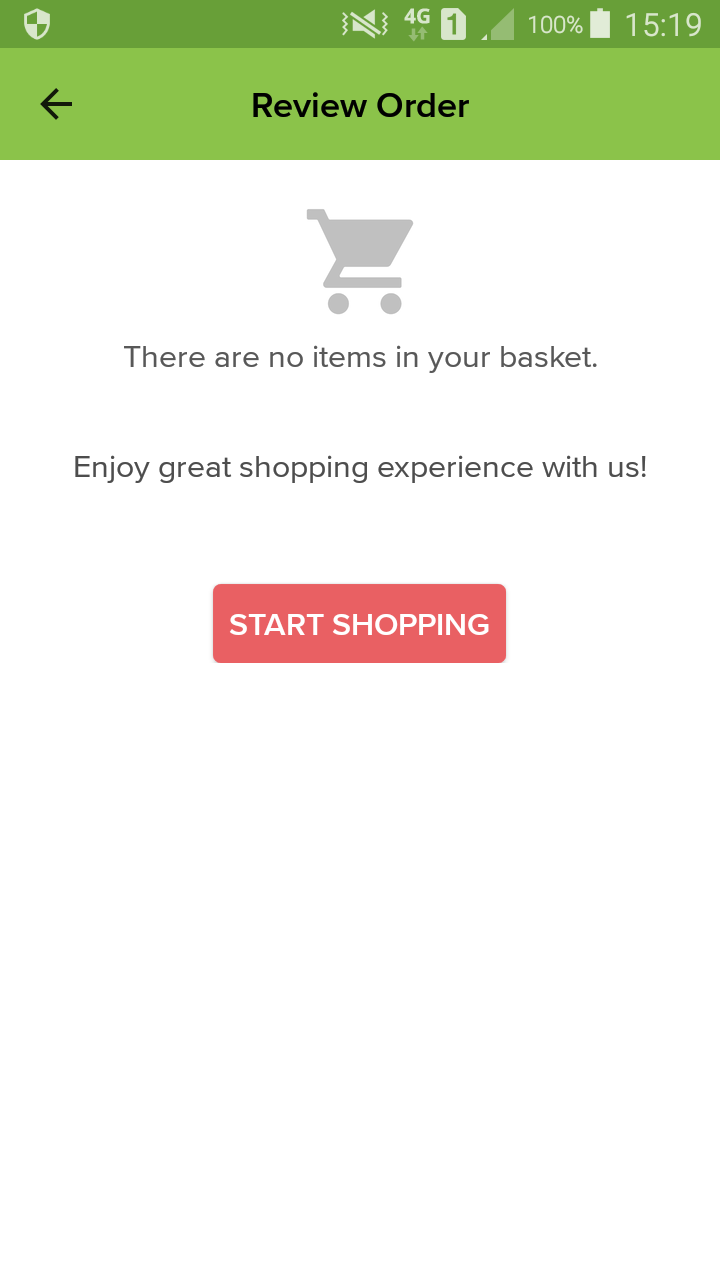 4G 1 100% 15:19
Review Order
There are no items in your basket.
Enjoy great shopping experience with us!
START SHOPPING